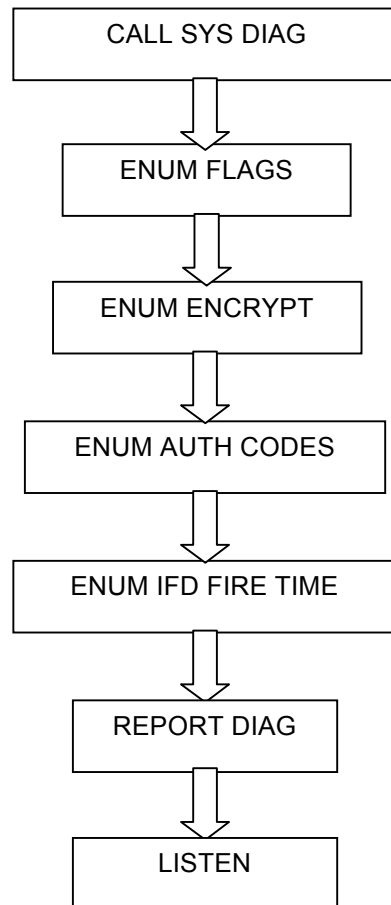 CALL SYS DIAG
ENUM FLAGS
ENUM ENCRYPT
ENUM AUTH CODES
ENUM IFD FIRE TIME
REPORT DIAG
LISTEN